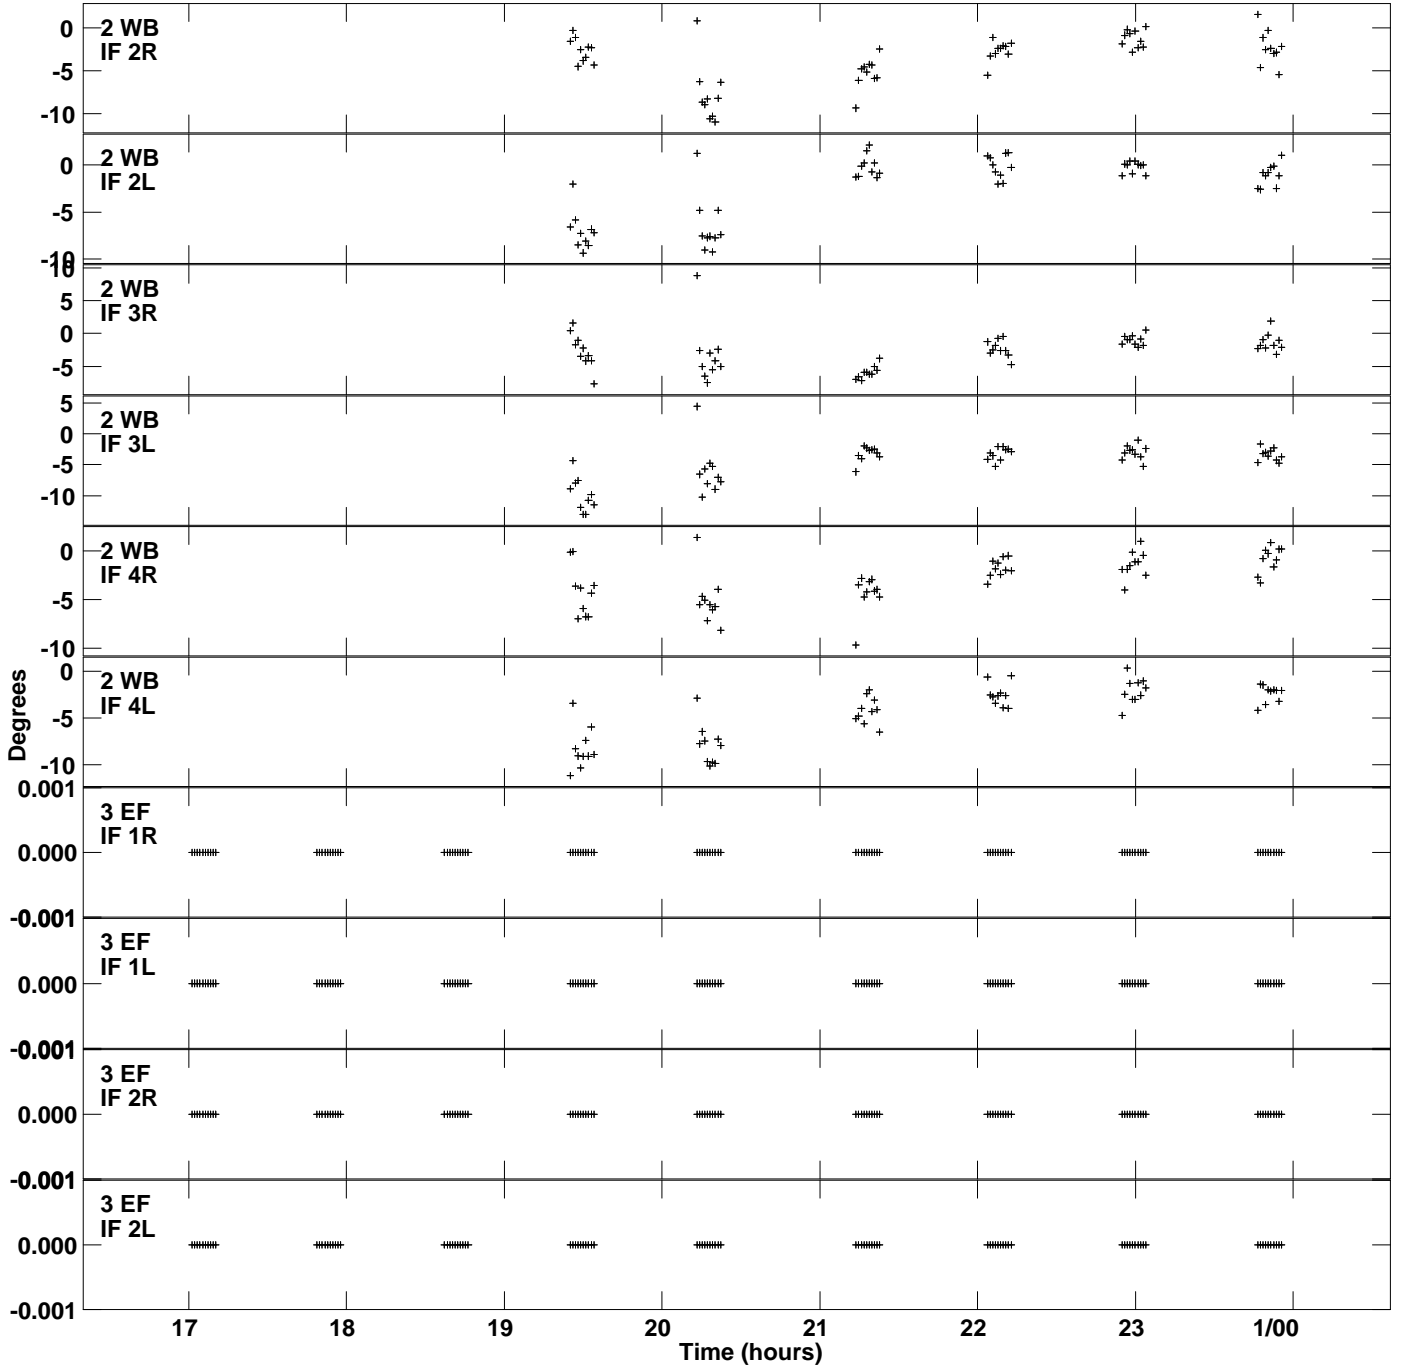 2 WB
IF 2R
0
-5
-10
2 WB
IF 2L
0
-5
-10
2 WB
IF 3R
10
5
0
-5
2 WB
IF 3L
5
0
-5
-10
2 WB
IF 4R
0
-5
-10
2 WB
IF 4L
0
-5
-10
Degrees
3 EF
IF 1R
0.001
0.000
-0.001
3 EF
IF 1L
0.000
-0.001
3 EF
IF 2R
0.000
-0.001
3 EF
IF 2L
0.000
-0.001
17 18 19 20 21 22 23 1/00
Time (hours)